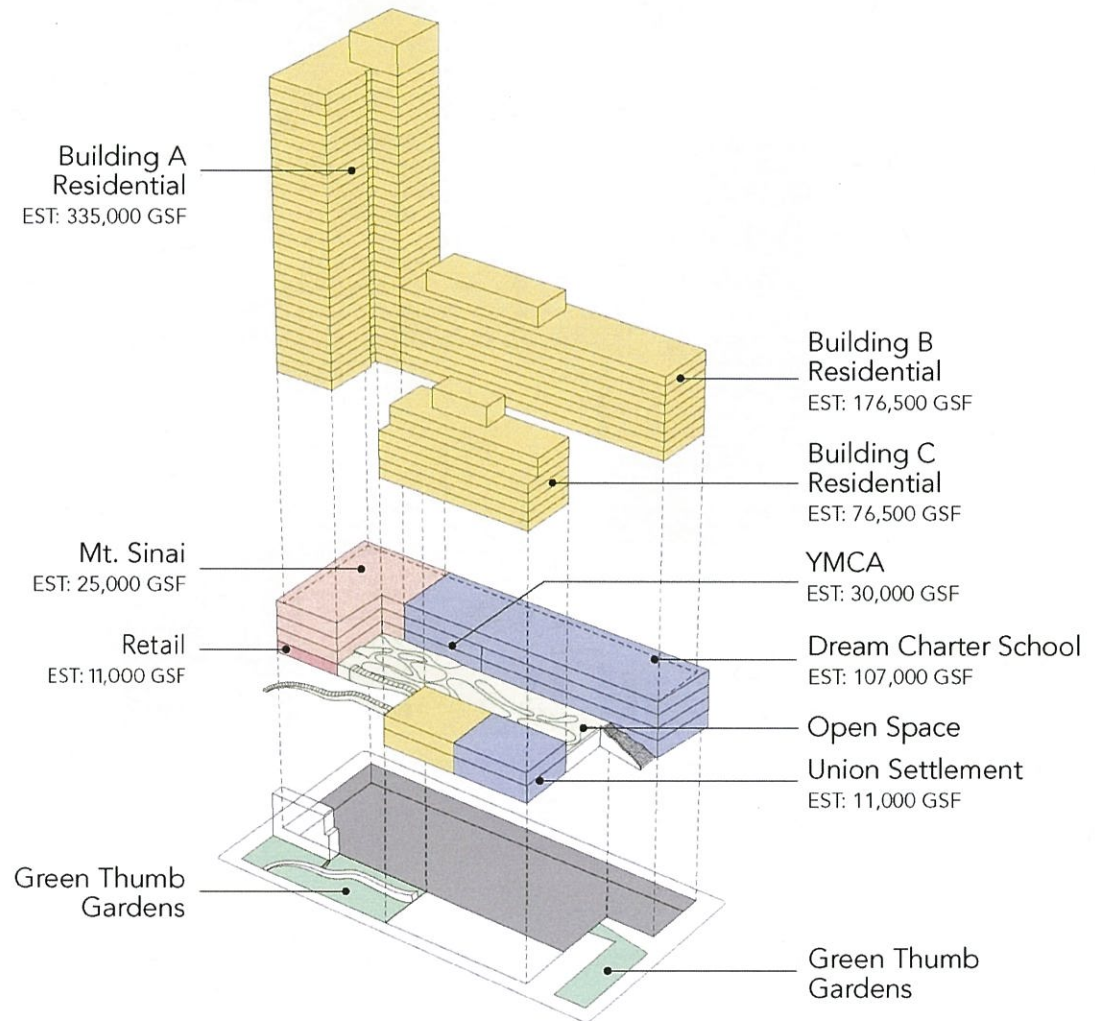 Building A
Residential
EST: 335,000 GSF
Building B
Residential
EST: 176,500 GSF
Building C
Residential
EST: 76,500 GSF
Mt. Sinai
EST: 25,000 GSF
YMCA
EST: 30,000 GSF
Retail
EST: 11,000 GSF
Dream Charter School
EST: 107,000 GSF
Open Space
Union Settlement
EST: 11,000 GSF
Green Thumb
Gardens
Green Thumb
Gardens